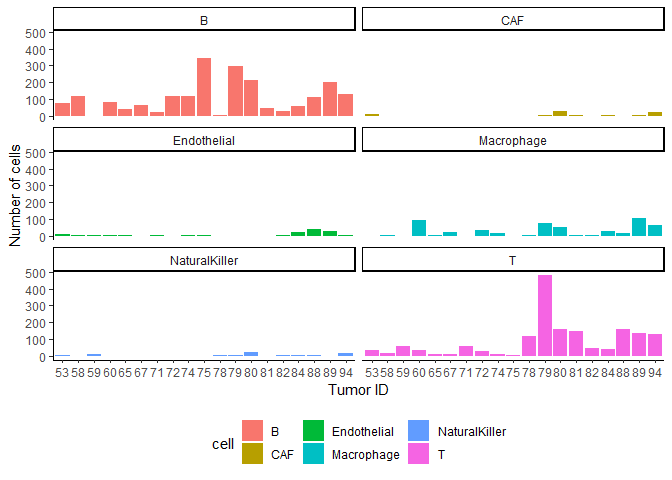 B CAF
500
400
300
200
100
0
Endothelial Macrophage
500
400
300
200
100
0
NaturalKiller T
500
400
300
200
100
0
Number of cells
53 58 59 60 65 67 71 72 74 75 78 79 80 81 82 84 88 89 94 53 58 59 60 65 67 71 72 74 75 78 79 80 81 82 84 88 89 94
Tumor ID
cell B Endothelial NaturalKiller
CAF Macrophage T